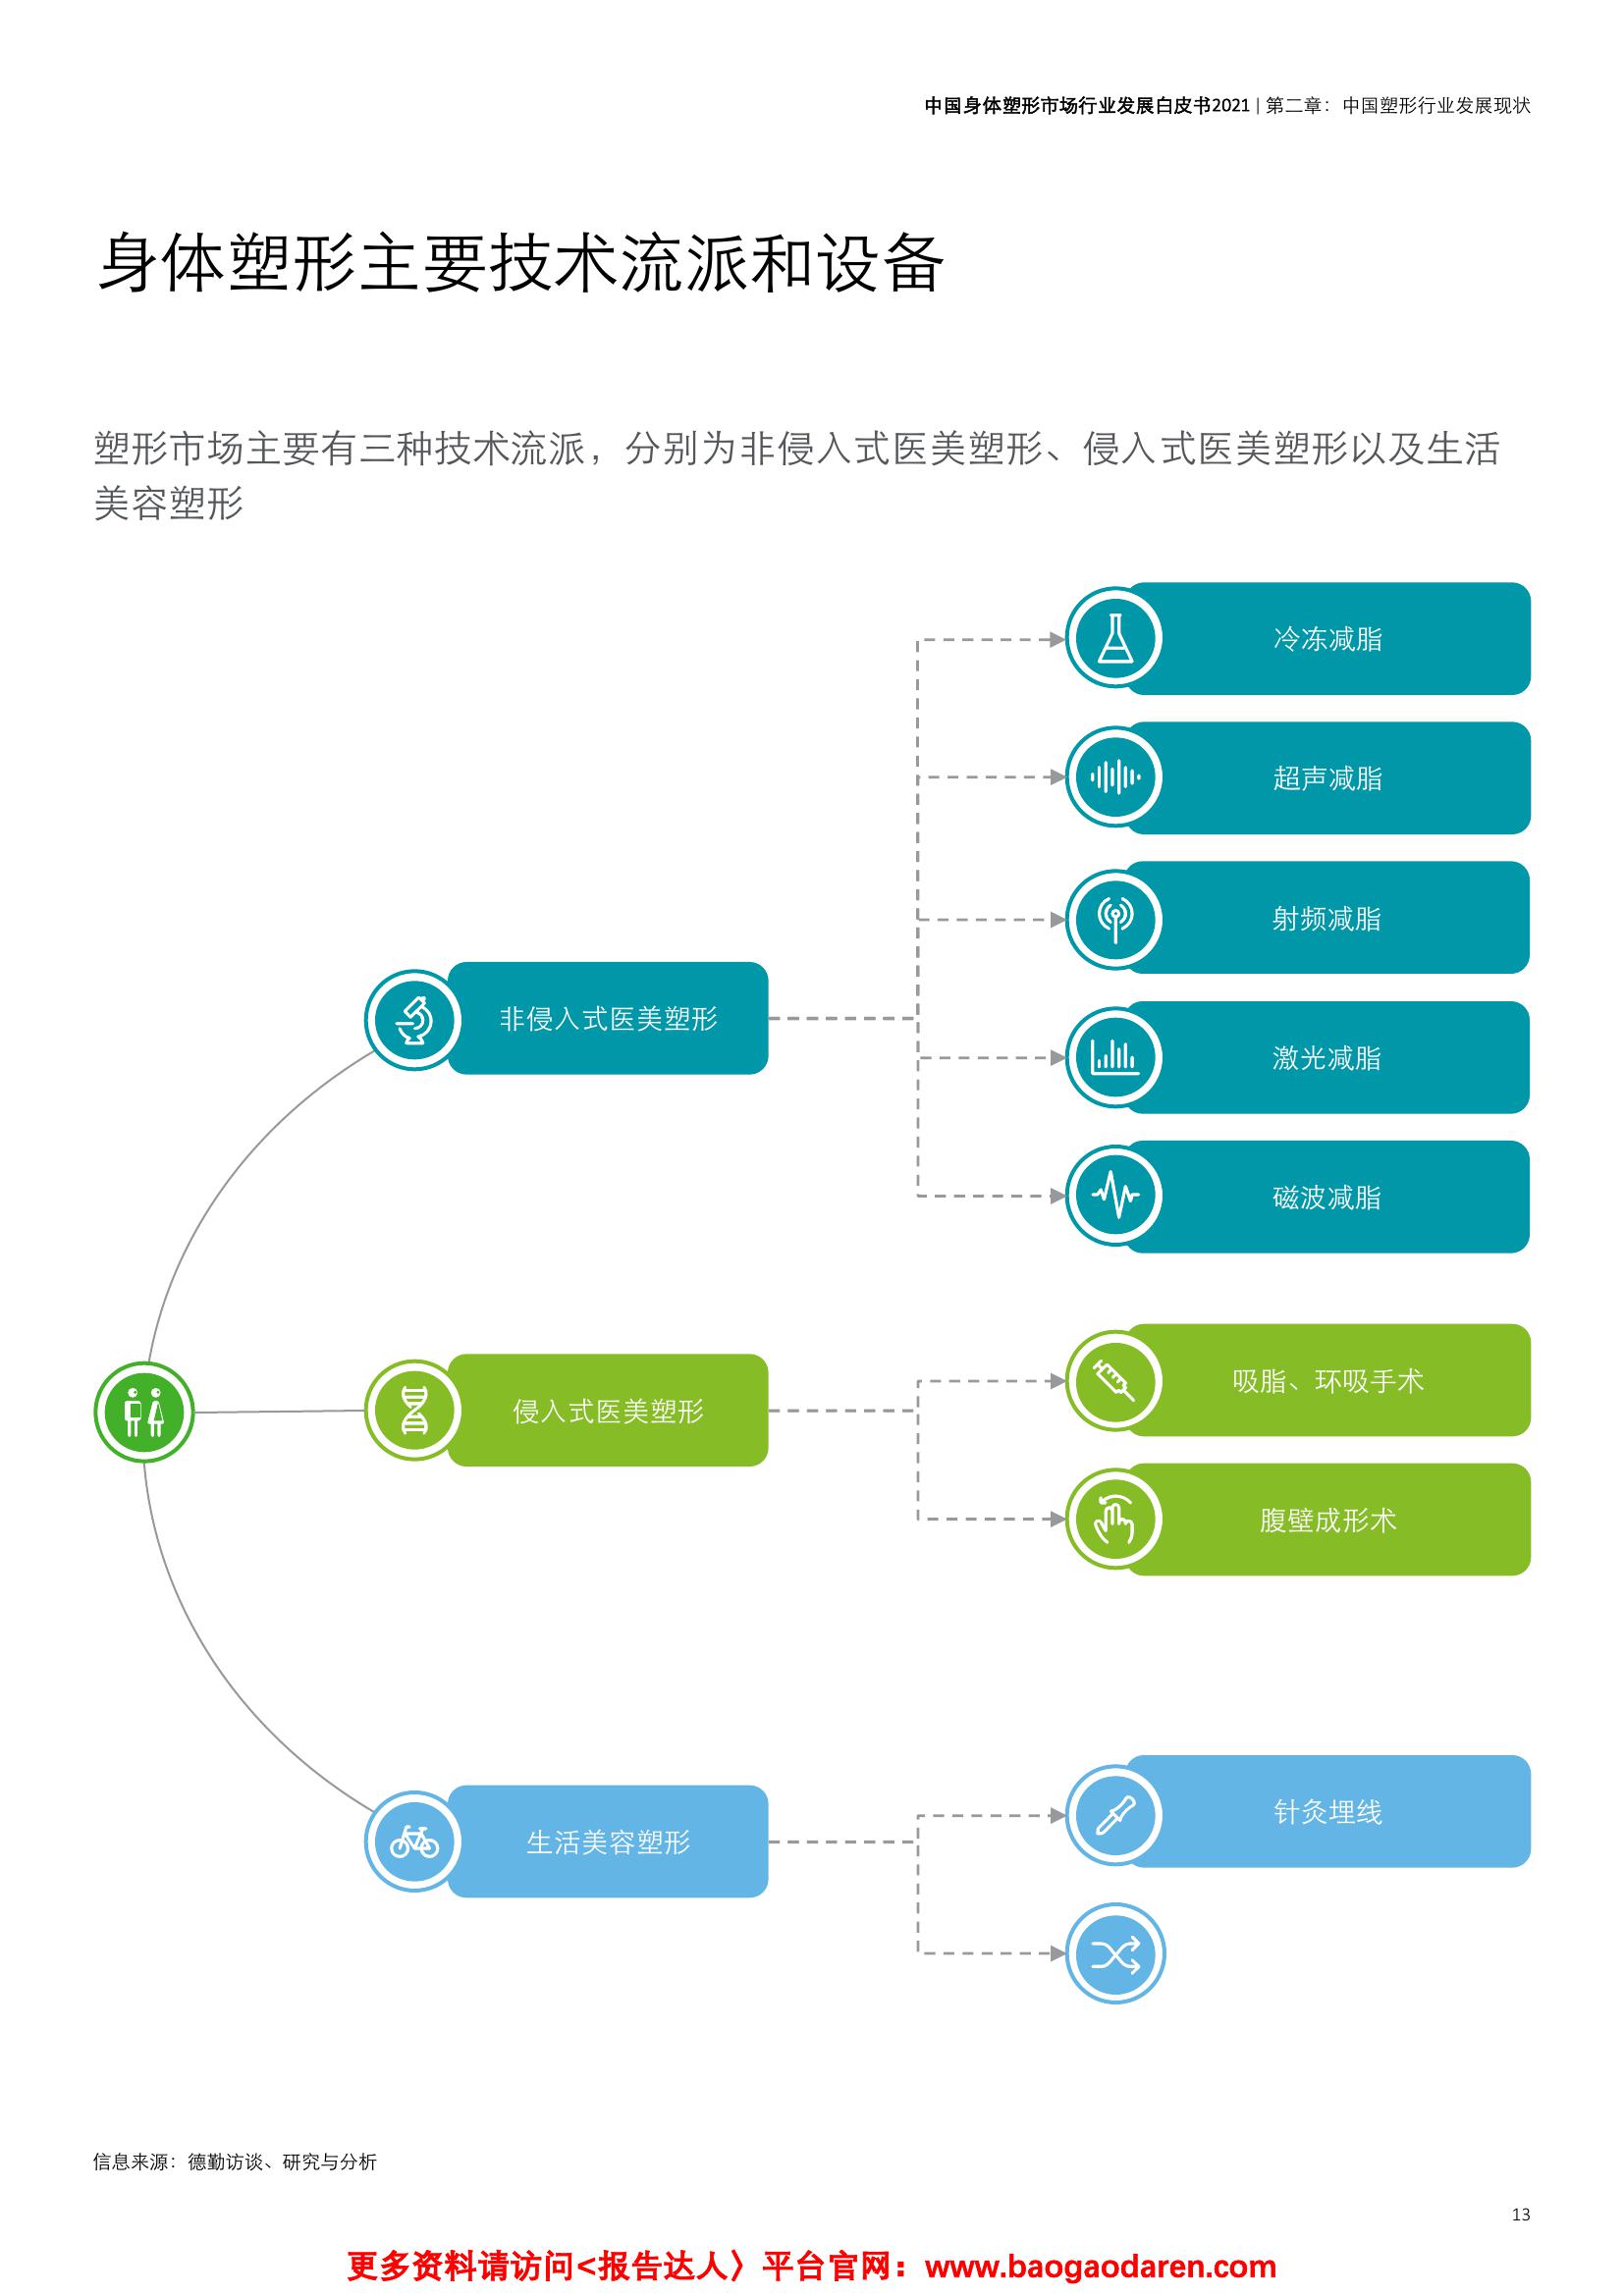 中国身体塑形市场行业发展白皮书2021 | 第二章：中国塑形行业发展现状
身体塑形主要技术流派和设备
塑形市场主要有三种技术流派，分别为非侵入式医美塑形、侵入式医美塑形以及生活
美容塑形
冷冻减脂
超声减脂
射频减脂
非侵入式医美塑形
激光减脂
磁波减脂
侵入式医美塑形
吸脂、环吸手术
腹壁成形术
生活美容塑形
针灸埋线
信息来源：德勤访谈、研究与分析
13
更多资料请访问<报告达人〉平台官网：www.baogaodaren.com